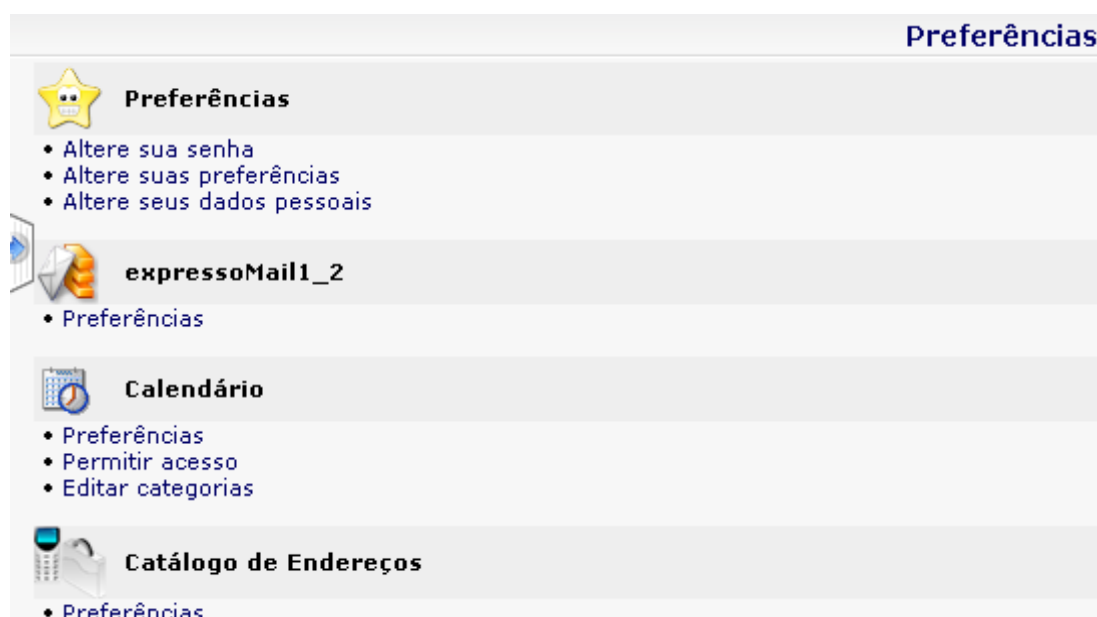 Preferências
Preferências
• Altere sua senha
• Altere suas preferências
• Altere seus dados pessoais
expressoMail1_2
• Preferências
Calendário
• Preferências
• Permitir acesso
• Editar categorias
Catálogo de Endereços
• Preferências